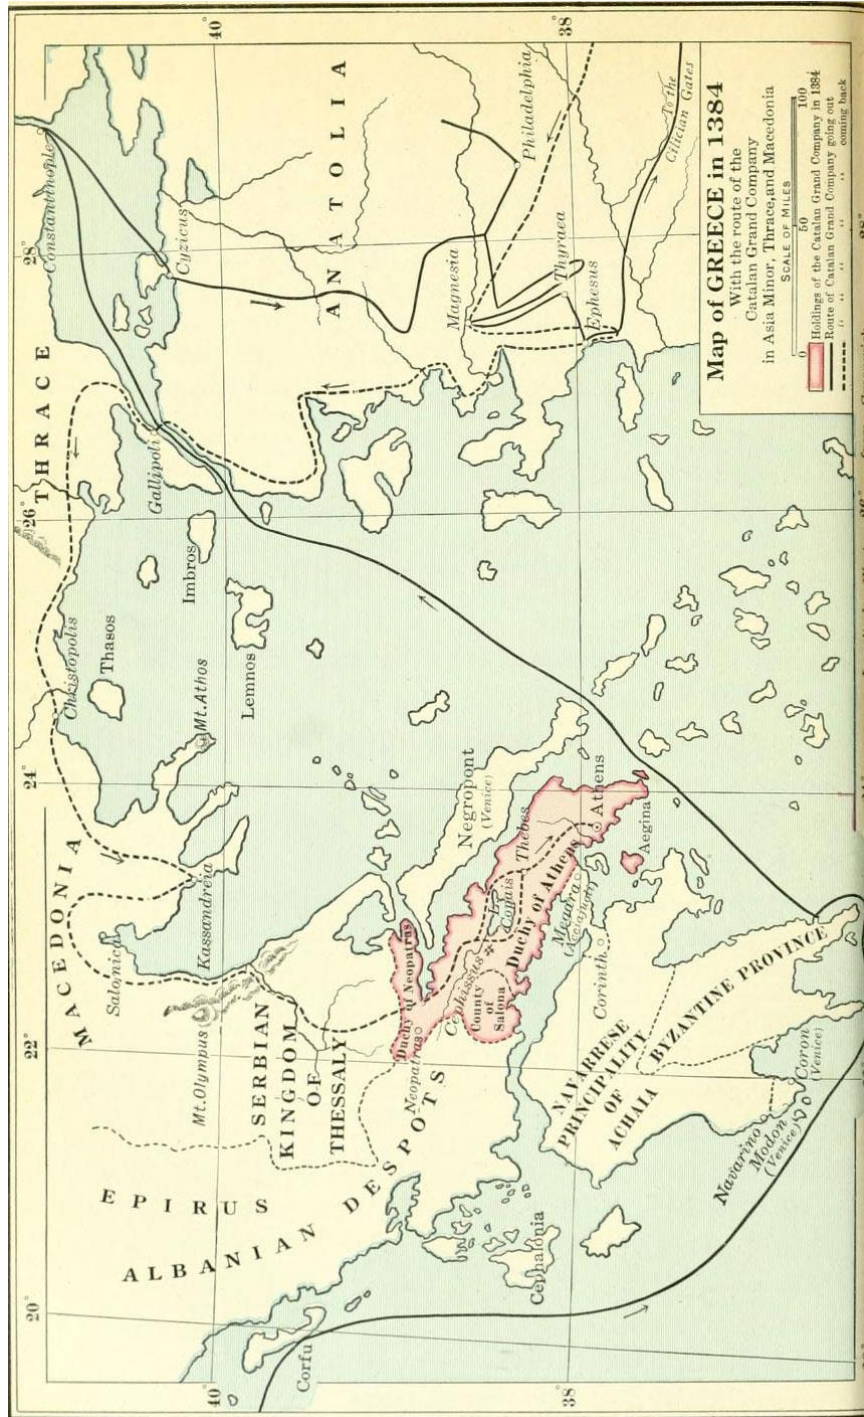 Map of GREECE in 1384
With the route of the
Catalan Grand Company
in Asia Minor, Thrace, and Macedonia
SCALE OF MILES
0 50 100
Holdings of the Catalan Grand Company in 1384
Route of Catalan Grand Company going out
" " " " coming back
20°
22°
24°
26°
28°
40°
38°
40°
38°
MACEDONIA
THRACE
Constantinople
Salonica
Chkistopolis
Thasos
Kassandreia
Mt. Athos
Imbros
Gallipoli
Cyzicus
Lemnos
Mt. Olympus
EPIRUS
ALBANIAN DESPOTS
SERBIAN
KINGDOM
OF
THESSALY
ANATOLIA
Corfu
Duchy of Neopatras
Neopatras
Negropont
(Venice)
Magnesia
Philadelphia
Thyraea
Ephesus
To the
Cilician Gates
Cephissus
Copais
Thebes
County
of
Salona
Duchy of Athens
Athens
Megara
Aegina
Corinth
Cephalonia
NAVARRESE
PRINCIPALITY
OF
ACHAIA
BYZANTINE PROVINCE
Navarino
Modon
(Venice)
Coron
(Venice)